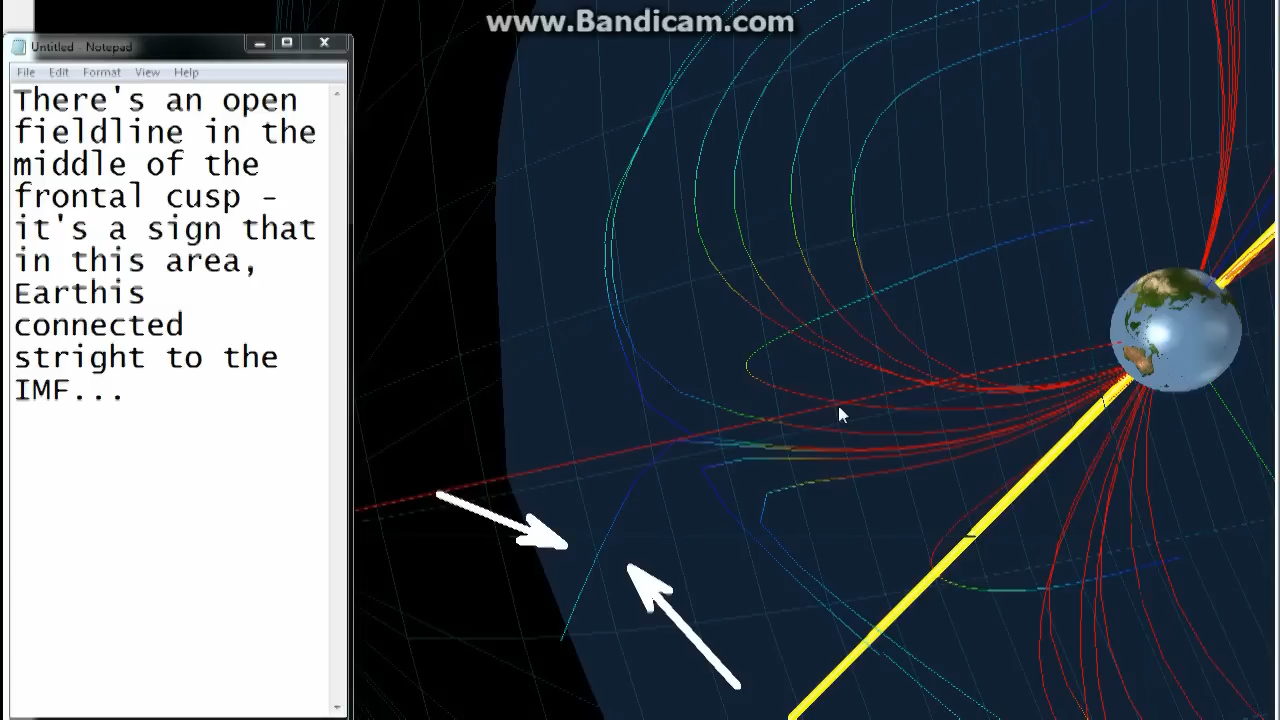 www.Bandicam.com
Untitled - Notepad
File Edit Format View Help
There's an open
fieldline in the
middle of the
frontal cusp -
it's a sign that
in this area,
Earthis
connected
stright to the
IMF...